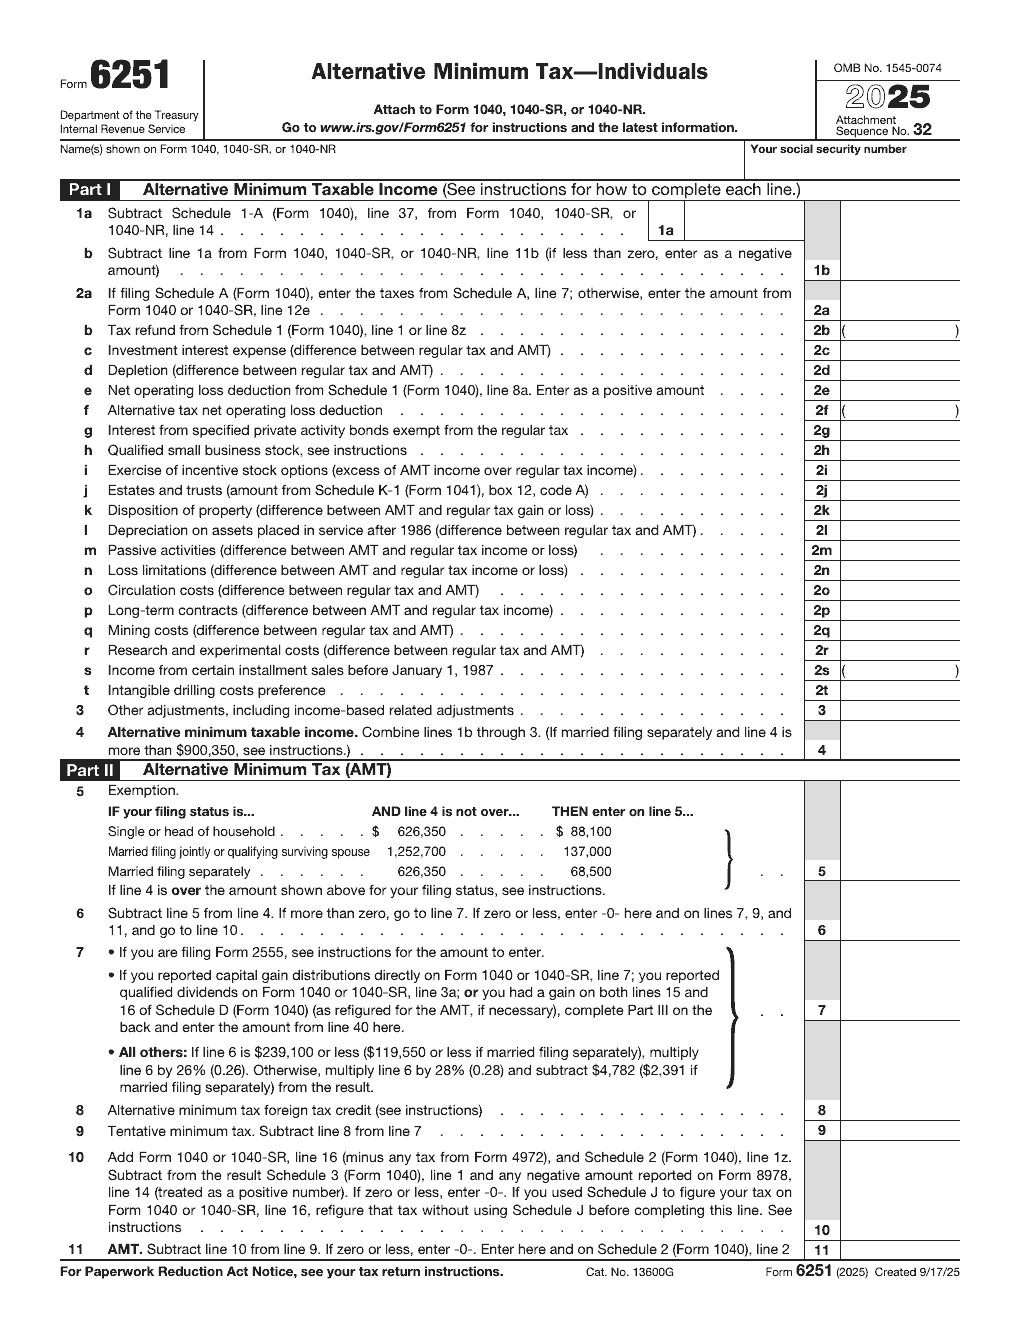 Form 6251
Department of the Treasury
Internal Revenue Service
Alternative Minimum Tax—Individuals
Attach to Form 1040, 1040-SR, or 1040-NR.
Go to www.irs.gov/Form6251 for instructions and the latest information.
OMB No. 1545-0074
2025
Attachment
Sequence No. 32
Name(s) shown on Form 1040, 1040-SR, or 1040-NR
Your social security number
Part I Alternative Minimum Taxable Income (See instructions for how to complete each line.)
1a Subtract Schedule 1-A (Form 1040), line 37, from Form 1040, 1040-SR, or
1040-NR, line 14 . . . . . . . . . . . . . . . . 1a
b Subtract line 1a from Form 1040, 1040-SR, or 1040-NR, line 11b (if less than zero, enter as a negative
amount) . . . . . . . . . . . . . . . . . . . . . . . . 1b
2a If filing Schedule A (Form 1040), enter the taxes from Schedule A, line 7; otherwise, enter the amount from
Form 1040 or 1040-SR, line 12e . . . . . . . . . . . . . . . . . . 2a
b Tax refund from Schedule 1 (Form 1040), line 1 or line 8z . . . . . . . . . . . . 2b ( )
c Investment interest expense (difference between regular tax and AMT) . . . . . . . . . 2c
d Depletion (difference between regular tax and AMT) . . . . . . . . . . . . . . 2d
e Net operating loss deduction from Schedule 1 (Form 1040), line 8a. Enter as a positive amount . . . . 2e
f Alternative tax net operating loss deduction . . . . . . . . . . . . . . . 2f ( )
g Interest from specified private activity bonds exempt from the regular tax . . . . . . . . 2g
h Qualified small business stock, see instructions . . . . . . . . . . . . . . 2h
i Exercise of incentive stock options (excess of AMT income over regular tax income) . . . . . . 2i
j Estates and trusts (amount from Schedule K-1 (Form 1041), box 12, code A) . . . . . . . . 2j
k Disposition of property (difference between AMT and regular tax gain or loss) . . . . . . . . 2k
l Depreciation on assets placed in service after 1986 (difference between regular tax and AMT) . . . . 2l
m Passive activities (difference between AMT and regular tax income or loss) . . . . . . . . 2m
n Loss limitations (difference between AMT and regular tax income or loss) . . . . . . . . 2n
o Circulation costs (difference between regular tax and AMT) . . . . . . . . . . . . 2o
p Long-term contracts (difference between AMT and regular tax income) . . . . . . . . . 2p
q Mining costs (difference between regular tax and AMT) . . . . . . . . . . . . . 2q
r Research and experimental costs (difference between regular tax and AMT) . . . . . . . . 2r
s Income from certain installment sales before January 1, 1987 . . . . . . . . . . . 2s ( )
t Intangible drilling costs preference . . . . . . . . . . . . . . . . . 2t
3 Other adjustments, including income-based related adjustments . . . . . . . . . . . 3
4 Alternative minimum taxable income. Combine lines 1b through 3. (If married filing separately and line 4 is
more than $900,350, see instructions.) . . . . . . . . . . . . . . . . . 4
Part II Alternative Minimum Tax (AMT)
5 Exemption.
IF your filing status is... AND line 4 is not over... THEN enter on line 5...
Single or head of household . . . . . $ 626,350 . . . . . $ 88,100
Married filing jointly or qualifying surviving spouse 1,252,700 . . . . . 137,000
Married filing separately . . . . . . 626,350 . . . . . 68,500 . . 5
If line 4 is over the amount shown above for your filing status, see instructions.
6 Subtract line 5 from line 4. If more than zero, go to line 7. If zero or less, enter -0- here and on lines 7, 9, and
11, and go to line 10 . . . . . . . . . . . . . . . . . . . . . 6
7 • If you are filing Form 2555, see instructions for the amount to enter.
• If you reported capital gain distributions directly on Form 1040 or 1040-SR, line 7; you reported
qualified dividends on Form 1040 or 1040-SR, line 3a; or you had a gain on both lines 15 and
16 of Schedule D (Form 1040) (as refigured for the AMT, if necessary), complete Part III on the . . 7
back and enter the amount from line 40 here.
• All others: If line 6 is $239,100 or less ($119,550 or less if married filing separately), multiply
line 6 by 26% (0.26). Otherwise, multiply line 6 by 28% (0.28) and subtract $4,782 ($2,391 if
married filing separately) from the result.
8 Alternative minimum tax foreign tax credit (see instructions) . . . . . . . . . . . . 8
9 Tentative minimum tax. Subtract line 8 from line 7 . . . . . . . . . . . . . . 9
10 Add Form 1040 or 1040-SR, line 16 (minus any tax from Form 4972), and Schedule 2 (Form 1040), line 1z.
Subtract from the result Schedule 3 (Form 1040), line 1 and any negative amount reported on Form 8978,
line 14 (treated as a positive number). If zero or less, enter -0-. If you used Schedule J to figure your tax on
Form 1040 or 1040-SR, line 16, refigure that tax without using Schedule J before completing this line. See
instructions . . . . . . . . . . . . . . . . . . . . . . . 10
11 AMT. Subtract line 10 from line 9. If zero or less, enter -0-. Enter here and on Schedule 2 (Form 1040), line 2 11
For Paperwork Reduction Act Notice, see your tax return instructions. Cat. No. 13600G Form 6251 (2025) Created 9/17/25